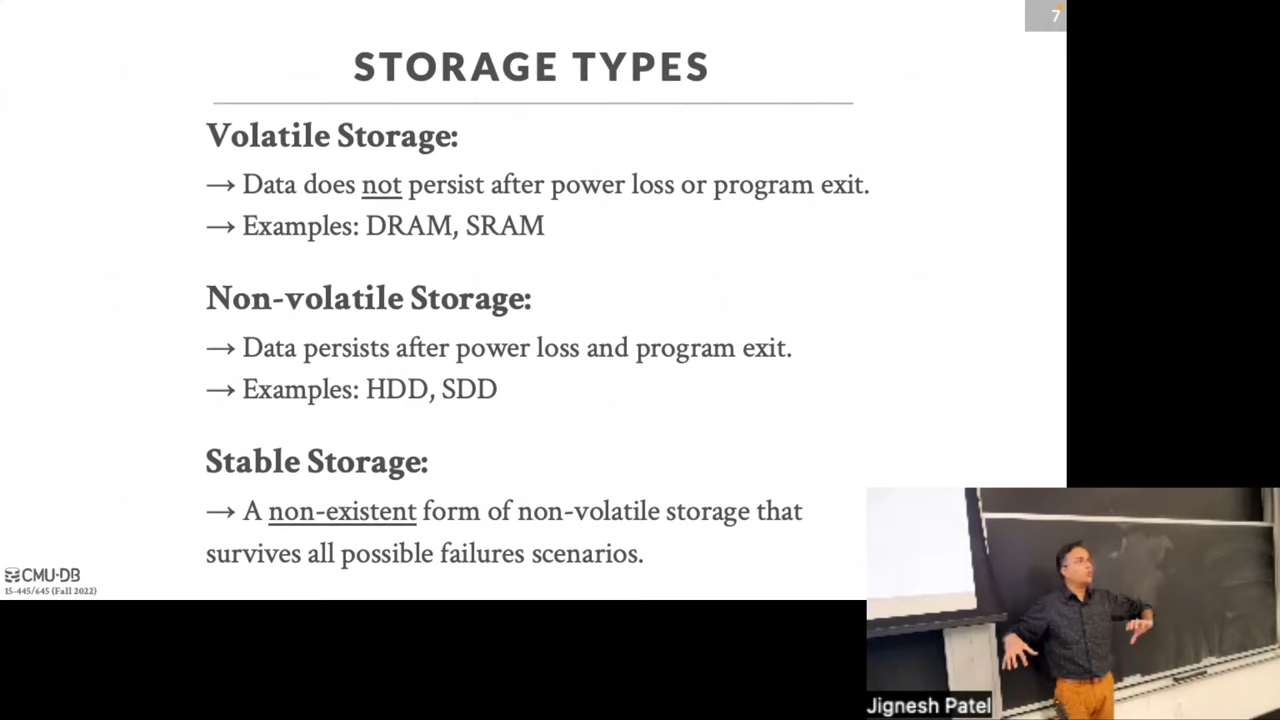 7
STORAGE TYPES
Volatile Storage:
→ Data does not persist after power loss or program exit.
→ Examples: DRAM, SRAM
Non-volatile Storage:
→ Data persists after power loss and program exit.
→ Examples: HDD, SDD
Stable Storage:
→ A non-existent form of non-volatile storage that
survives all possible failures scenarios.
CMU·DB
15-445/645 (Fall 2022)
Jignesh Patel